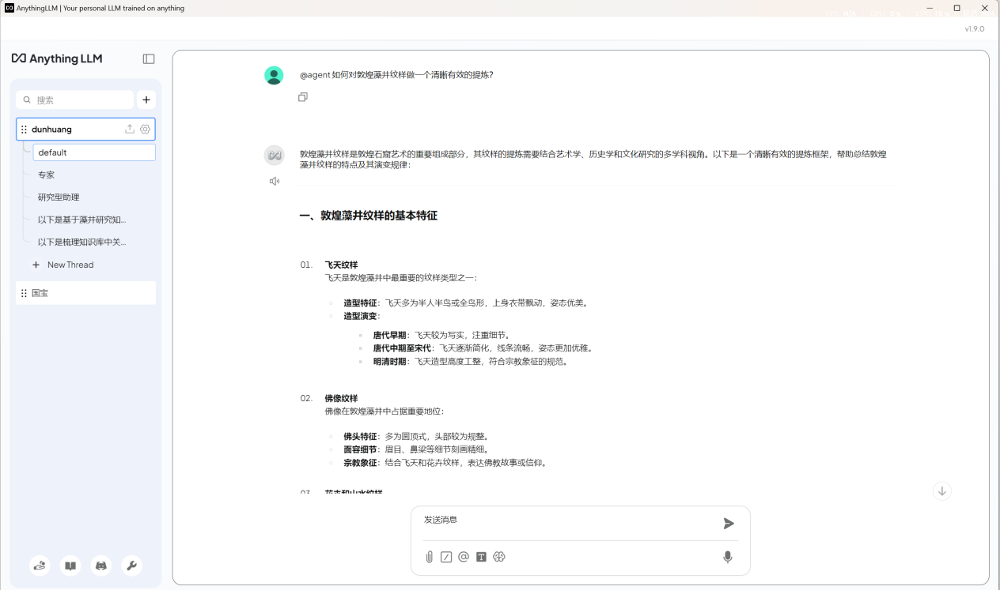 AnythingLLM | Your personal LLM trained on anything
v1.9.0
Anything LLM
搜索
dunhuang
default
专家
研究型助理
以下是基于藻井研究知...
以下是梳理知识库中关...
New Thread
国宝
@agent 如何对敦煌藻井纹样做一个清晰有效的提炼？
敦煌藻井纹样是敦煌石窟艺术的重要组成部分，其纹样的提炼需要结合艺术学、历史学和文化研究的多学科视角。以下是一个清晰有效的提炼框架，帮助总结敦煌
藻井纹样的特点及其演变规律：
一、敦煌藻井纹样的基本特征
01. 飞天纹样
飞天是敦煌藻井中最重要的纹样类型之一：
造型特征：飞天多为半人半鸟或全鸟形，上身衣带飘动，姿态优美。
造型演变：
唐代早期：飞天较为写实，注重细节。
唐代中期至宋代：飞天逐渐简化，线条流畅，姿态更加优雅。
明清时期：飞天造型高度工整，符合宗教象征的规范。
02. 佛像纹样
佛像在敦煌藻井中占据重要地位：
佛头特征：多为圆顶式，头部较为规整。
面容细节：眉目、鼻梁等细节刻画精细。
宗教象征：结合飞天和花卉纹样，表达佛教故事或信仰。
03. 花卉和山水纹样
发送消息